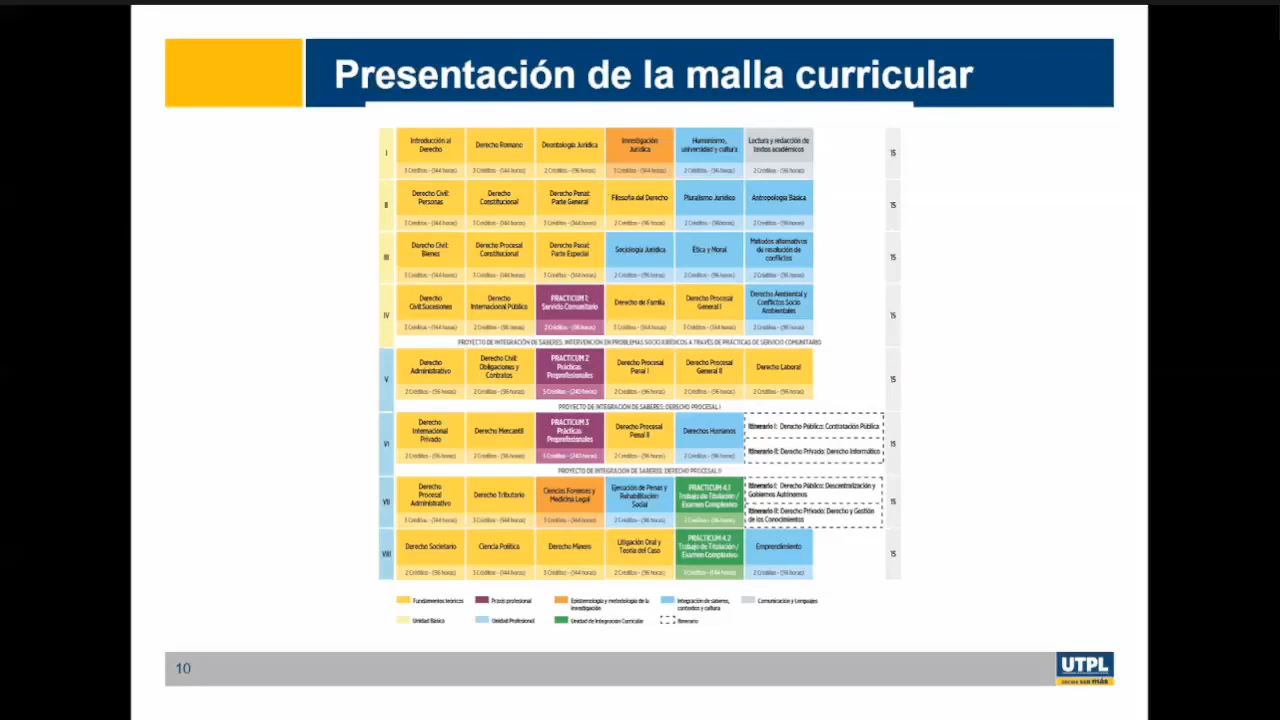 Presentación de la malla curricular
I
Introducción al
Derecho
Derecho Romano
Deontología Jurídica
Investigación
Jurídica
Humanismo,
universidad y cultura
Lectura y redacción de
textos académicos
15
3 Créditos - (144 horas)
3 Créditos - (144 horas)
2 Créditos - (96 horas)
3 Créditos - (144 horas)
2 Créditos - (96 horas)
2 Créditos - (96 horas)
II
Derecho Civil:
Personas
Derecho
Constitucional
Derecho Penal:
Parte General
Filosofía del Derecho
Pluralismo Jurídico
Antropología Básica
15
3 Créditos - (144 horas)
3 Créditos - (144 horas)
3 Créditos - (144 horas)
2 Créditos - (96 horas)
2 Créditos - (96 horas)
2 Créditos - (96 horas)
III
Derecho Civil:
Bienes
Derecho Procesal
Constitucional
Derecho Penal:
Parte Especial
Sociología Jurídica
Ética y Moral
Métodos alternativos
de resolución de
conflictos
15
3 Créditos - (144 horas)
3 Créditos - (144 horas)
3 Créditos - (144 horas)
2 Créditos - (96 horas)
2 Créditos - (96 horas)
2 Créditos - (96 horas)
IV
Derecho
Civil:Sucesiones
Derecho
Internacional Público
PRACTICUM 1:
Servicio Comunitario
Derecho de Familia
Derecho Procesal
General I
Derecho Ambiental y
Conflictos Socio
Ambientales
15
3 Créditos - (144 horas)
2 Créditos - (96 horas)
2 Créditos - (96 horas)
3 Créditos - (144 horas)
3 Créditos - (144 horas)
2 Créditos - (96 horas)
PROYECTO DE INTEGRACIÓN DE SABERES: INTERVENCIÓN EN PROBLEMAS SOCIOJURÍDICOS A TRAVÉS DE PRÁCTICAS DE SERVICIO COMUNITARIO
V
Derecho
Administrativo
Derecho Civil:
Obligaciones y
Contratos
PRACTICUM 2
Prácticas
Preprofesionales
Derecho Procesal
Penal I
Derecho Procesal
General II
Derecho Laboral
15
2 Créditos - (96 horas)
2 Créditos - (96 horas)
5 Créditos - (240 horas)
2 Créditos - (96 horas)
2 Créditos - (96 horas)
2 Créditos - (96 horas)
PROYECTO DE INTEGRACIÓN DE SABERES: DERECHO PROCESAL I
VI
Derecho
Internacional
Privado
Derecho Mercantil
PRACTICUM 3
Prácticas
Preprofesionales
Derecho Procesal
Penal II
Derechos Humanos
Itinerario I: Derecho Público: Contratación Pública
Itinerario II: Derecho Privado: Derecho Informático
15
2 Créditos - (96 horas)
2 Créditos - (96 horas)
5 Créditos - (240 horas)
2 Créditos - (96 horas)
2 Créditos - (96 horas)
PROYECTO DE INTEGRACIÓN DE SABERES: DERECHO PROCESAL II
VII
Derecho
Procesal
Administrativo
Derecho Tributario
Ciencias Forenses y
Medicina Legal
Ejecución de Penas y
Rehabilitación
Social
PRACTICUM 4.1
Trabajo de Titulación /
Examen Complexivo
Itinerario I: Derecho Público: Descentralización y
Gobiernos Autónomos
Itinerario II: Derecho Privado: Derecho y Gestión
de los Conocimientos
15
3 Créditos - (144 horas)
3 Créditos - (144 horas)
3 Créditos - (144 horas)
2 Créditos - (96 horas)
2 Créditos - (96 horas)
VIII
Derecho Societario
Ciencia Política
Derecho Minero
Litigación Oral y
Teoría del Caso
PRÁCTICUM 4.2
Trabajo de Titulación /
Examen Complexivo
Emprendimiento
15
2 Créditos - (96 horas)
3 Créditos - (144 horas)
3 Créditos - (144 horas)
2 Créditos - (96 horas)
2 Créditos - (96 horas)
Fundamentos teóricos
Praxis profesional
Epistemología y metodología de la
investigación
Integración de saberes,
contextos y cultura
Comunicación y Lenguajes
Unidad Básica
Unidad Profesional
Unidad de Integración Curricular
Itinerario
10
UTPL
DECIDE SER más